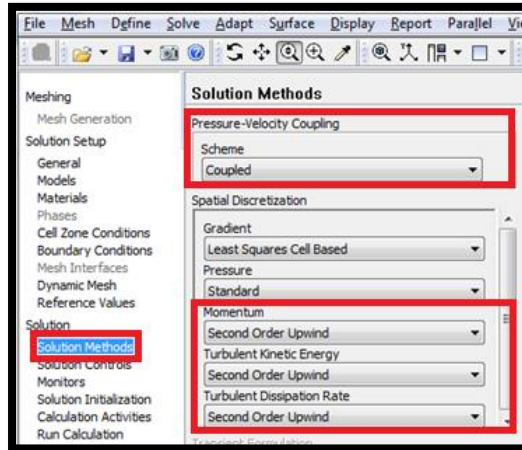 File Mesh Define Solve Adapt Surface Display Report Parallel
Meshing
Mesh Generation
Solution Setup
General
Models
Materials
Phases
Cell Zone Conditions
Boundary Conditions
Mesh Interfaces
Dynamic Mesh
Reference Values
Solution
Solution Methods
Solution Controls
Monitors
Solution Initialization
Calculation Activities
Run Calculation
Solution Methods
Pressure-Velocity Coupling
Scheme
Coupled
Spatial Discretization
Gradient
Least Squares Cell Based
Pressure
Standard
Momentum
Second Order Upwind
Turbulent Kinetic Energy
Second Order Upwind
Turbulent Dissipation Rate
Second Order Upwind
Transient Formulation